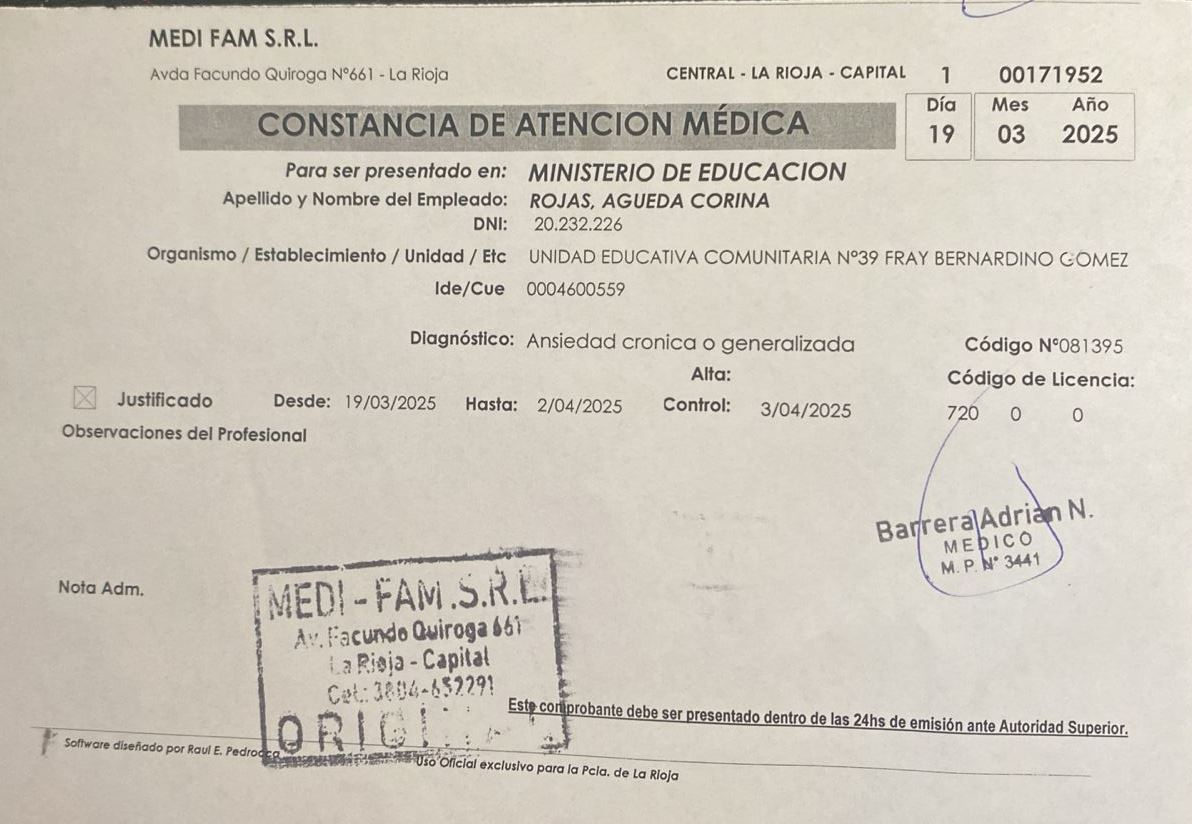 MEDI FAM S.R.L.
Avda Facundo Quiroga N°661 - La Rioja
CENTRAL - LA RIOJA - CAPITAL 1 00171952
CONSTANCIA DE ATENCION MÉDICA
Día Mes Año
19 03 2025
Para ser presentado en: MINISTERIO DE EDUCACION
Apellido y Nombre del Empleado: ROJAS, AGUEDA CORINA
DNI: 20.232.226
Organismo / Establecimiento / Unidad / Etc UNIDAD EDUCATIVA COMUNITARIA N°39 FRAY BERNARDINO GOMEZ
Ide/Cue 0004600559
Diagnóstico: Ansiedad cronica o generalizada Código N°081395
Alta: Código de Licencia:
Justificado Desde: 19/03/2025 Hasta: 2/04/2025 Control: 3/04/2025 720 0 0
Observaciones del Profesional
Barrera Adrian N.
MEDICO
M. P. N° 3441
Nota Adm.
MEDI - FAM .S.R.L.
Av. Facundo Quiroga 661
La Rioja - Capital
Cel: 3804-652291
Este comprobante debe ser presentado dentro de las 24hs de emisión ante Autoridad Superior.
Software diseñado por Raul E.
Uso Oficial exclusivo para la Pcia. de La Rioja